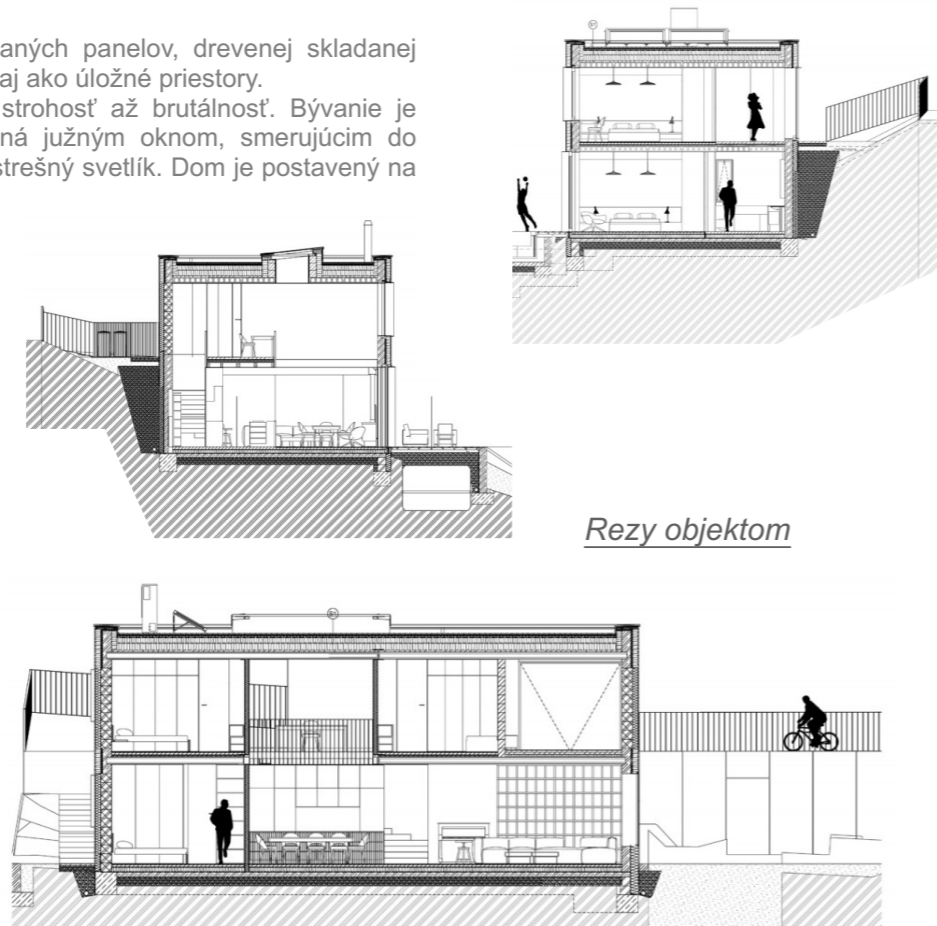 aných panelov, drevenej skladanej
aj ako úložné priestory.
strohosť až brutálnosť. Bývanie je
ná južným oknom, smerujúcim do
strešný svetlík. Dom je postavený na
Rezy objektom